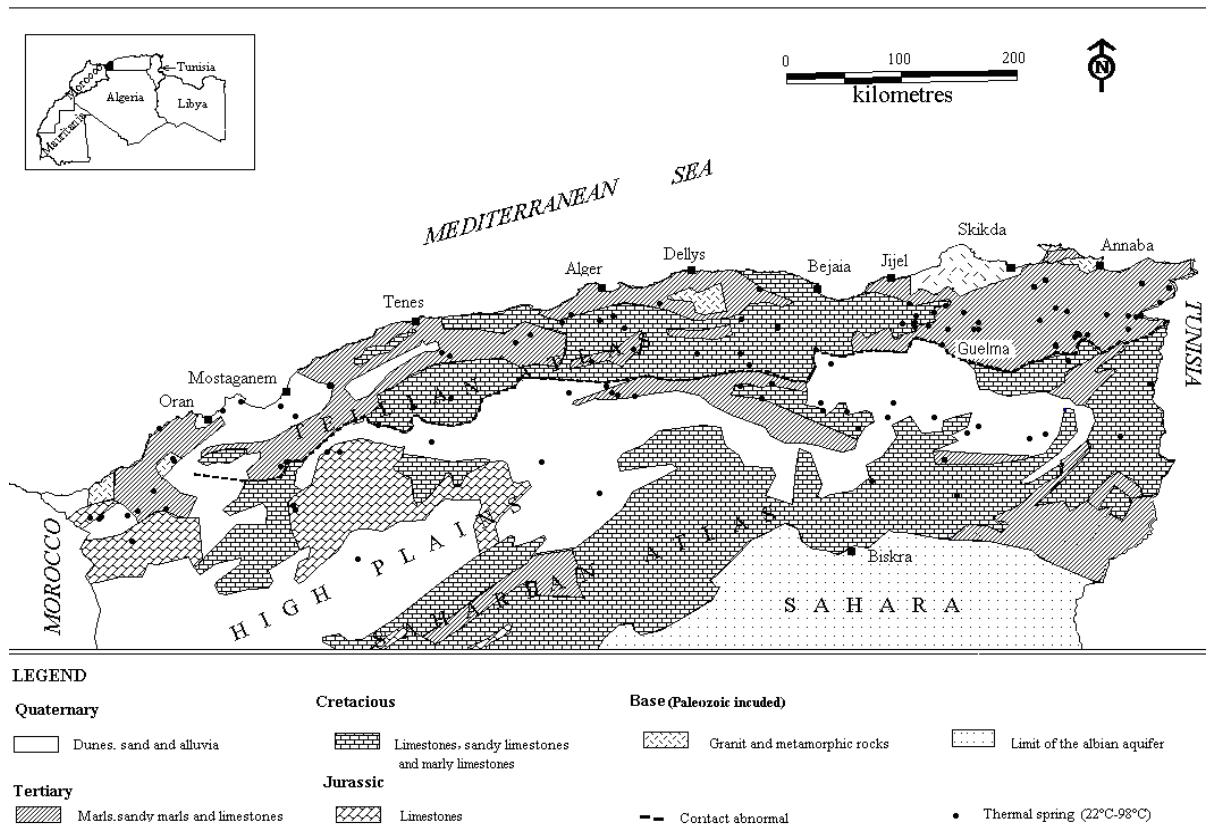 Morocco
Tunisia
Algeria
Libya
Mauritania
0 100 200
kilometres
N
MEDITERRANEAN SEA
Skikda
Annaba
Dellys
Jijel
Alger
Bejaia
Tenes
TUNISIA
Guelma
Mostaganem
Oran
TELLIAN ATLAS
MOROCCO
HIGH PLAINS
SAHARIAN ATLAS
Biskra
SAHARA
LEGEND
Quaternary
Dunes. sand and alluvia
Tertiary
Marls.sandy marls and limestones
Cretacious
Limestones, sandy limestones
and marly limestones
Jurassic
Limestones
Base (Paleozoic incuded)
Granit and metamorphic rocks
Contact abnormal
Limit of the albian aquifer
Thermal spring (22°C-98°C)